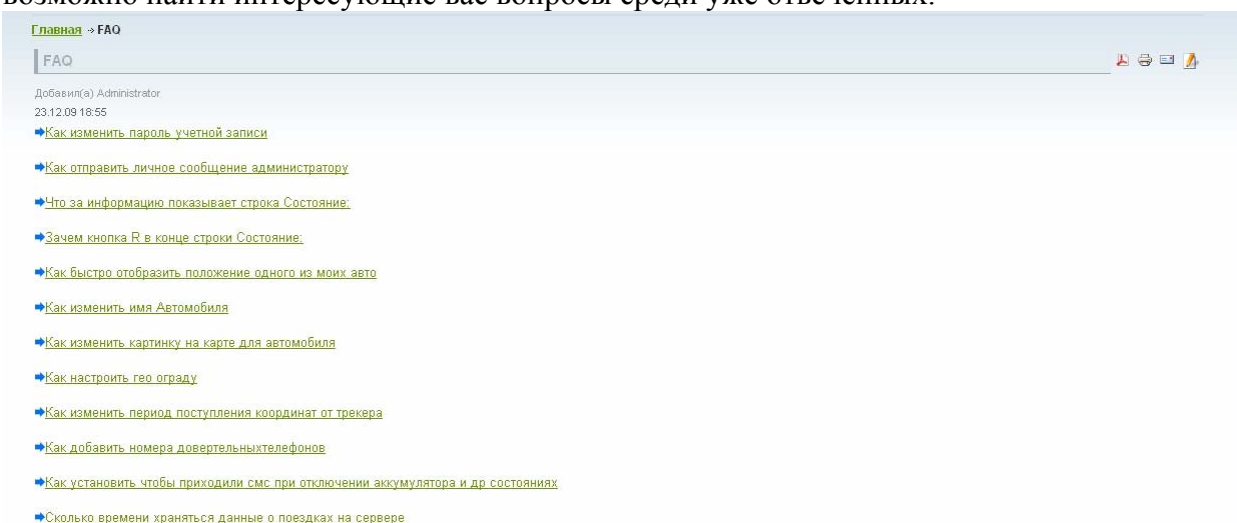 возможно найти интересующие вас вопросы среди уже отвеченных.
Главная → FAQ
FAQ
Добавил(а) Administrator
23.12.09 18:55
Как изменить пароль учетной записи
Как отправить личное сообщение администратору
Что за информацию показывает строка Состояние:
Зачем кнопка R в конце строки Состояние:
Как быстро отобразить положение одного из моих авто
Как изменить имя Автомобиля
Как изменить картинку на карте для автомобиля
Как настроить гео ограду
Как изменить период поступления координат от трекера
Как добавить номера довертельныхтелефонов
Как установить чтобы приходили смс при отключении аккумулятора и др состояниях
Сколько времени храняться данные о поездках на сервере